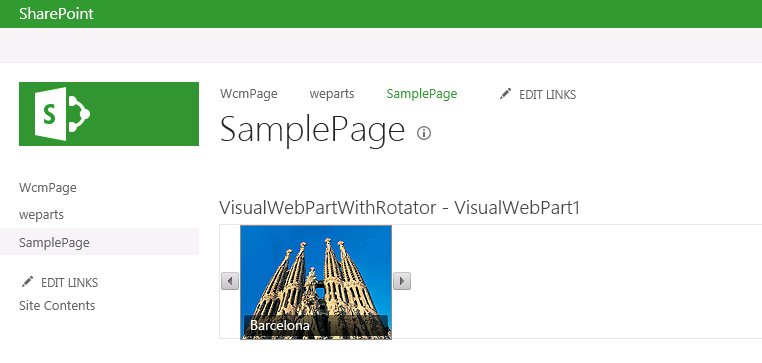 SharePoint
WcmPage weparts SamplePage EDIT LINKS
SamplePage
WcmPage
weparts
SamplePage
EDIT LINKS
Site Contents
VisualWebPartWithRotator - VisualWebPart1
Barcelona